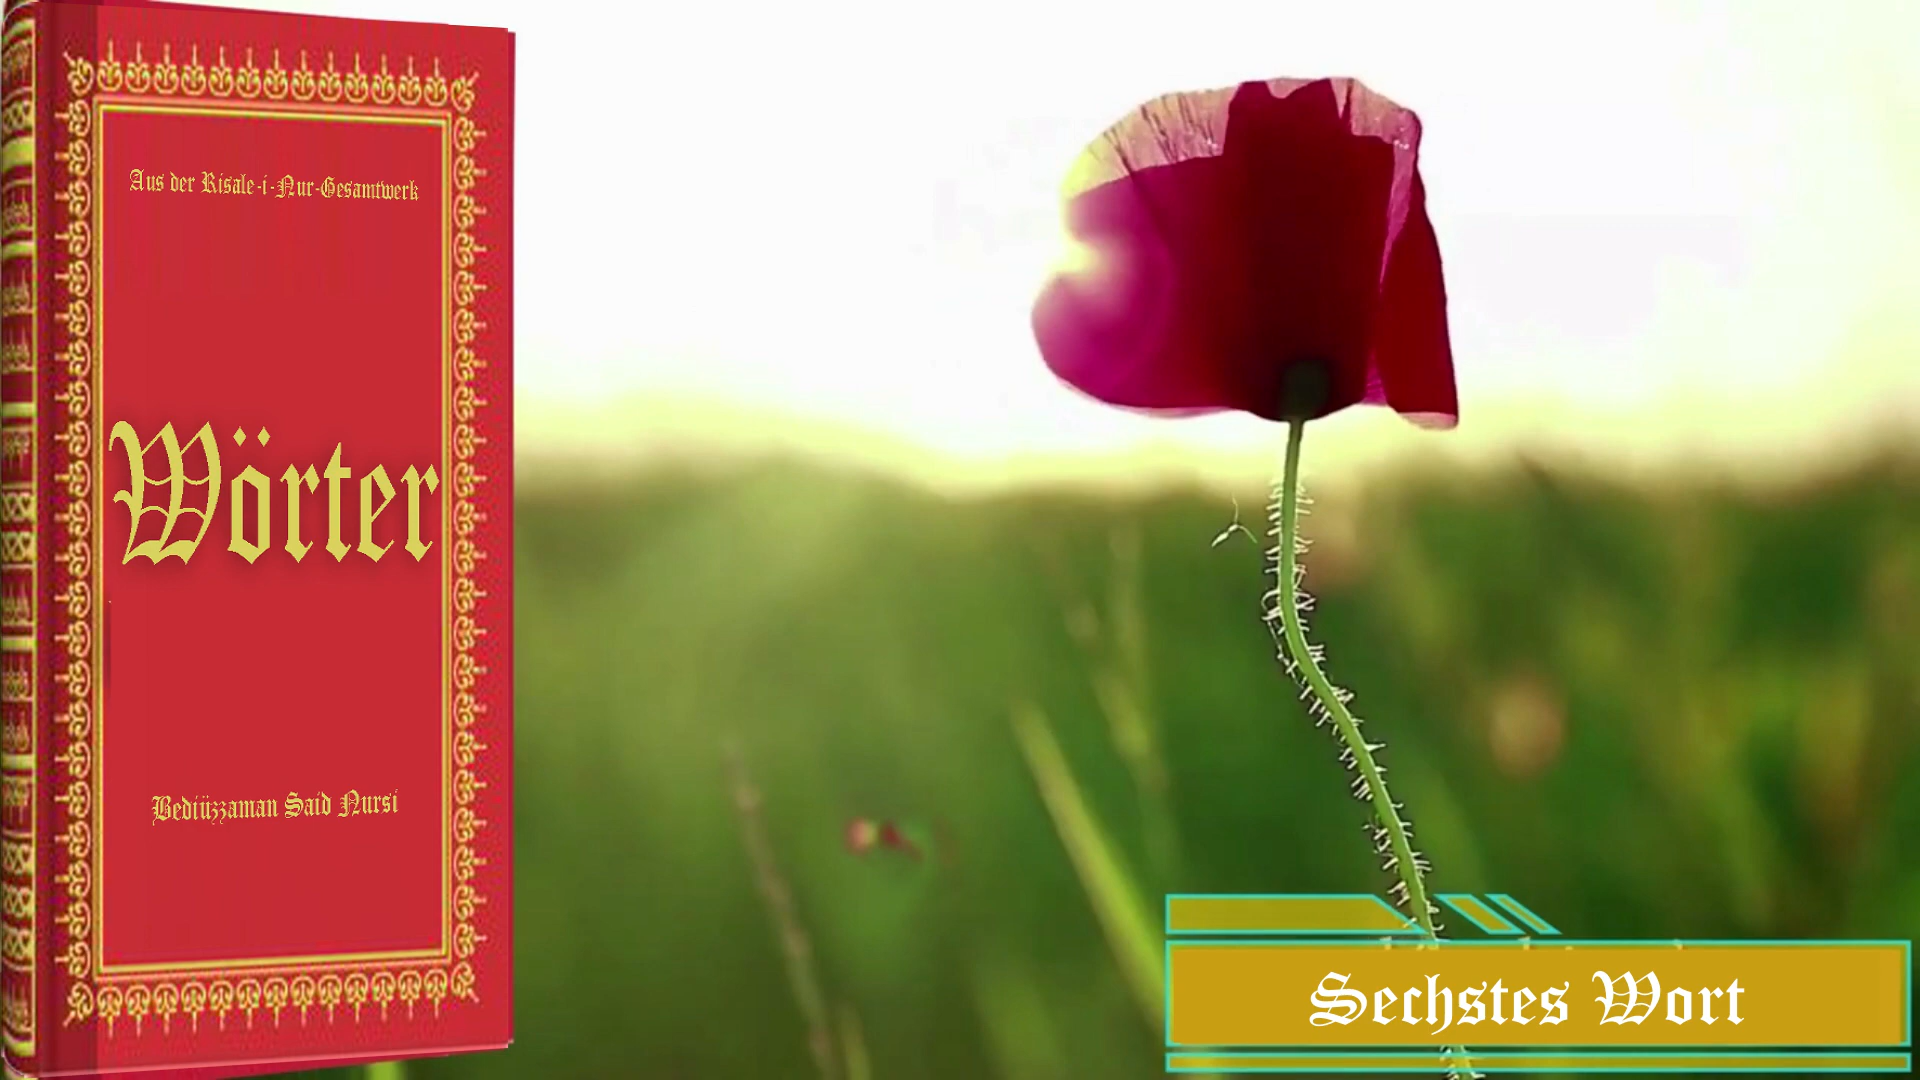 Aus der Risale-i-Nur-Gesamtwerk
Wörter
Bediüzzaman Said Nursi
Sechstes Wort